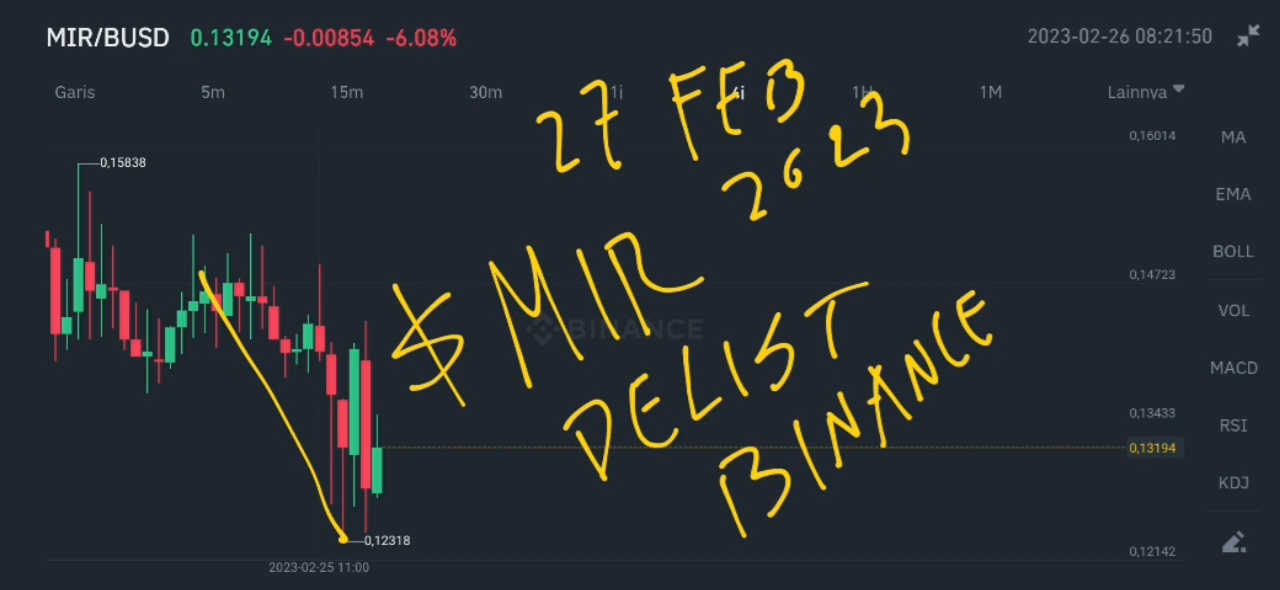 MIR/BUSD 0.13194 -0.00854 -6.08% 2023-02-26 08:21:50
Garis 5m 15m 30m 1j 4j 1H 1M Lainnya
27 FEB
2023
0,16014
MA
0,15838
EMA
BOLL
$MIR
0,14723
VOL
BINANCE
DELIST
MACD
BINANCE
0,13433
RSI
0,13194
KDJ
0,12318
0,12142
2023-02-25 11:00